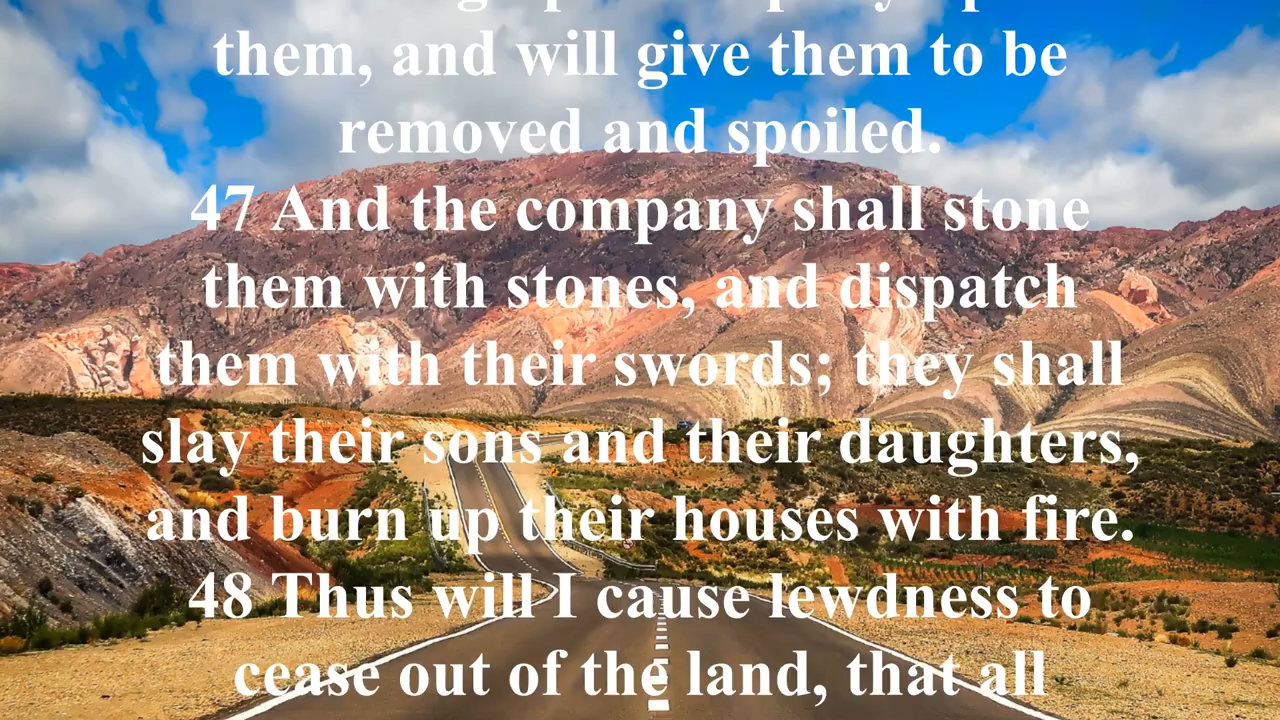 them, and will give them to be
removed and spoiled.
47 And the company shall stone
them with stones, and dispatch
them with their swords; they shall
slay their sons and their daughters,
and burn up their houses with fire.
48 Thus will I cause lewdness to
cease out of the land, that all